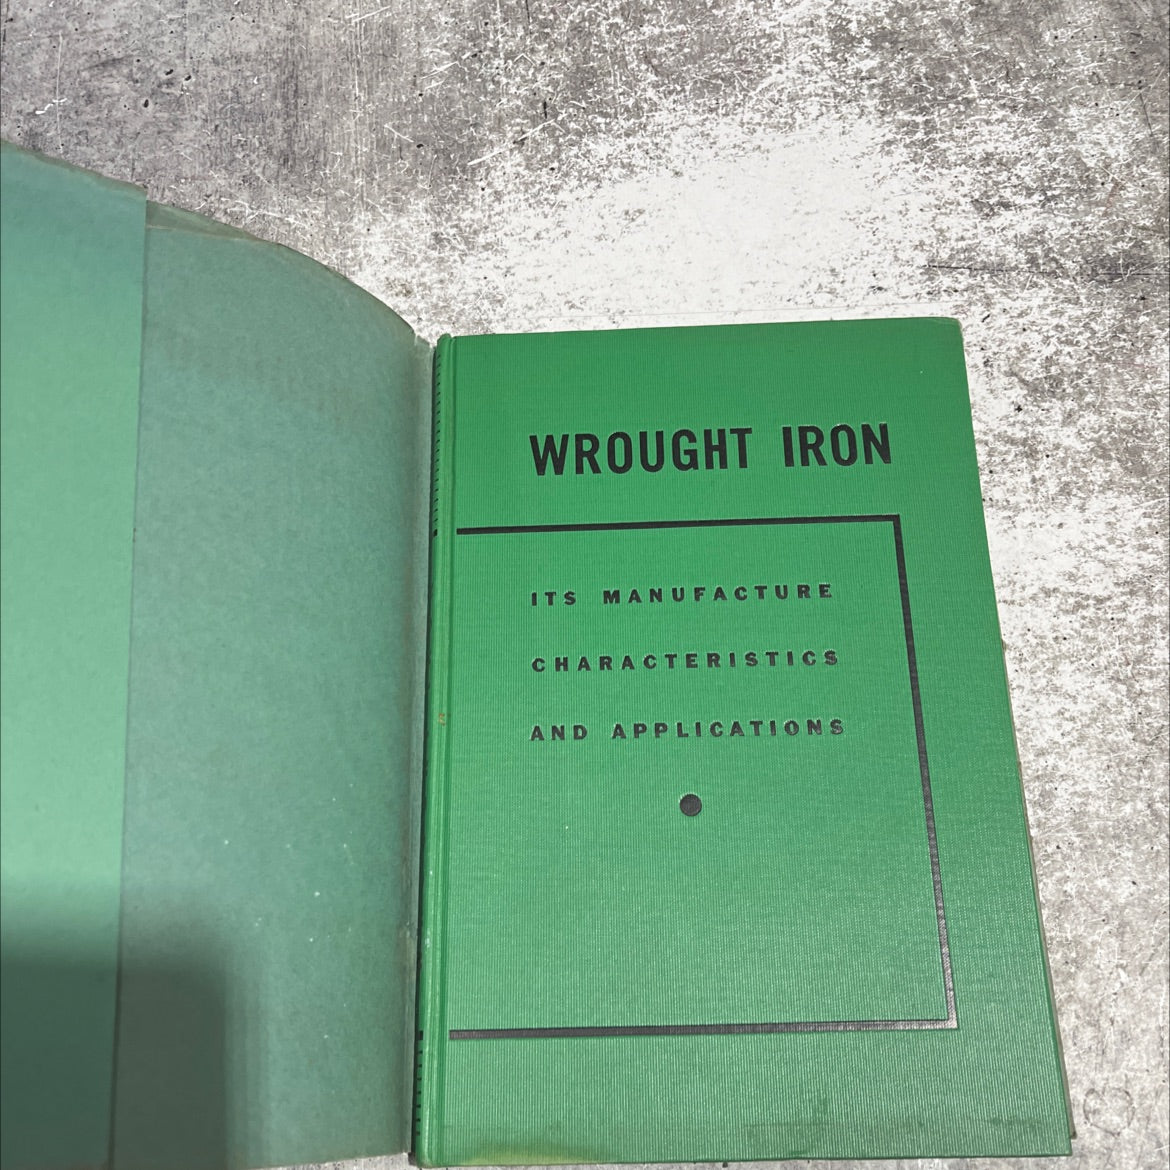 WROUGHT IRON
ITS MANUFACTURE
CHARACTERISTICS
AND APPLICATIONS